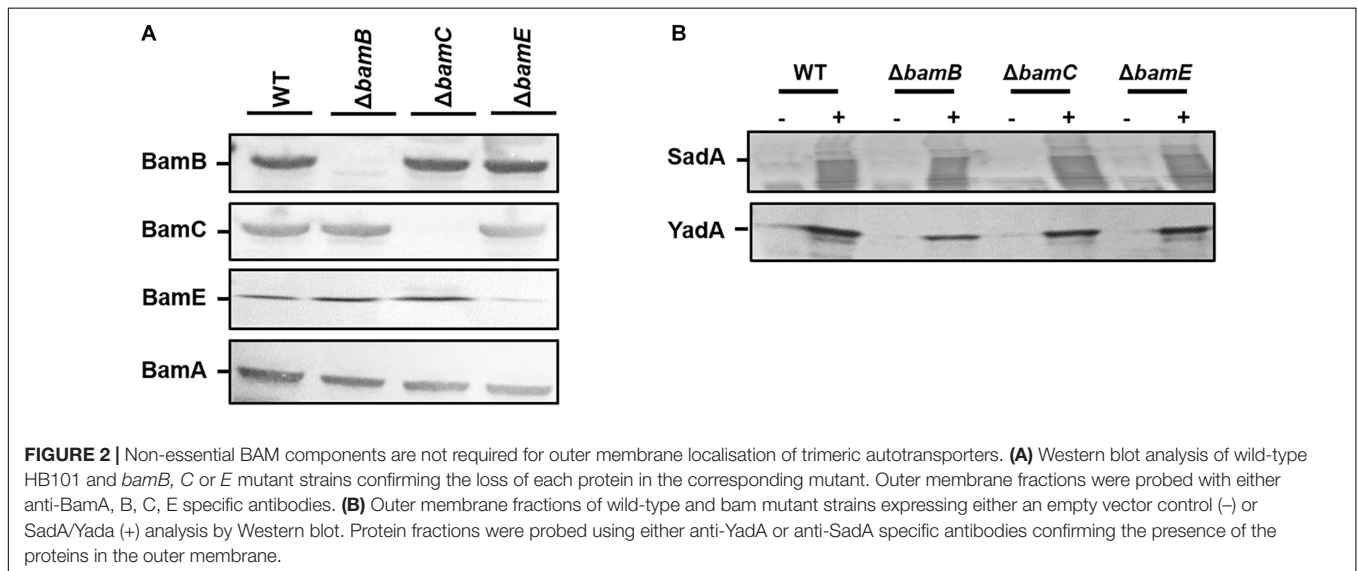 A
WT
ΔbamB
ΔbamC
ΔbamE
BamB
BamC
BamE
BamA
B
WT ΔbamB ΔbamC ΔbamE
- + - + - + - +
SadA
YadA
FIGURE 2 | Non-essential BAM components are not required for outer membrane localisation of trimeric autotransporters. (A) Western blot analysis of wild-type
HB101 and bamB, C or E mutant strains confirming the loss of each protein in the corresponding mutant. Outer membrane fractions were probed with either
anti-BamA, B, C, E specific antibodies. (B) Outer membrane fractions of wild-type and bam mutant strains expressing either an empty vector control (–) or
SadA/Yada (+) analysis by Western blot. Protein fractions were probed using either anti-YadA or anti-SadA specific antibodies confirming the presence of the
proteins in the outer membrane.